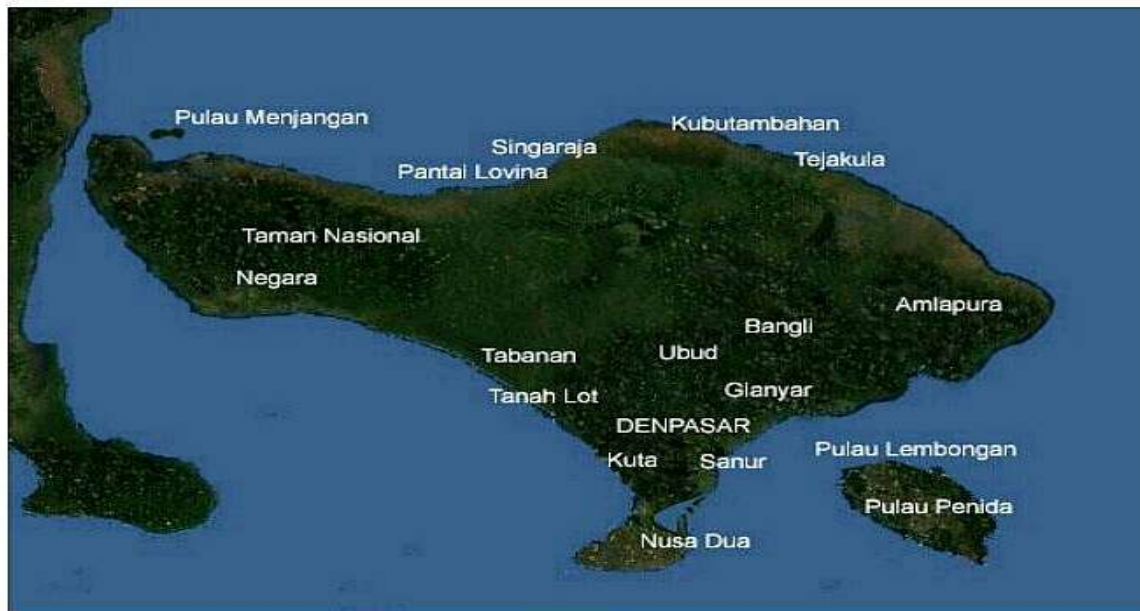 Pulau Menjangan
Kubutambahan
Singaraja
Tejakula
Pantai Lovina
Taman Nasional
Negara
Amlapura
Bangli
Tabanan
Ubud
Tanah Lot
Gianyar
DENPASAR
Pulau Lembongan
Kuta
Sanur
Pulau Penida
Nusa Dua